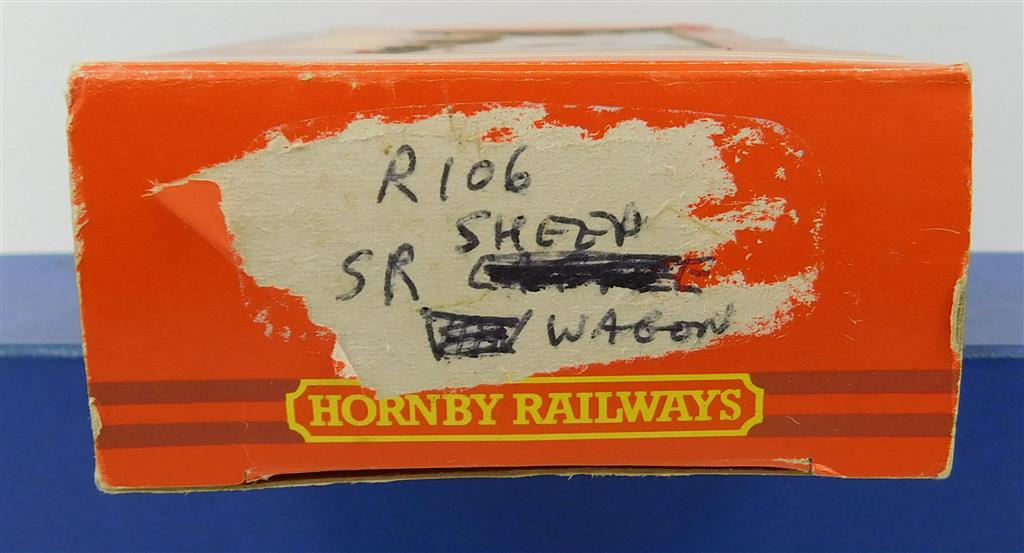 R106
SHEEP
SR
WAGON
HORNBY RAILWAYS